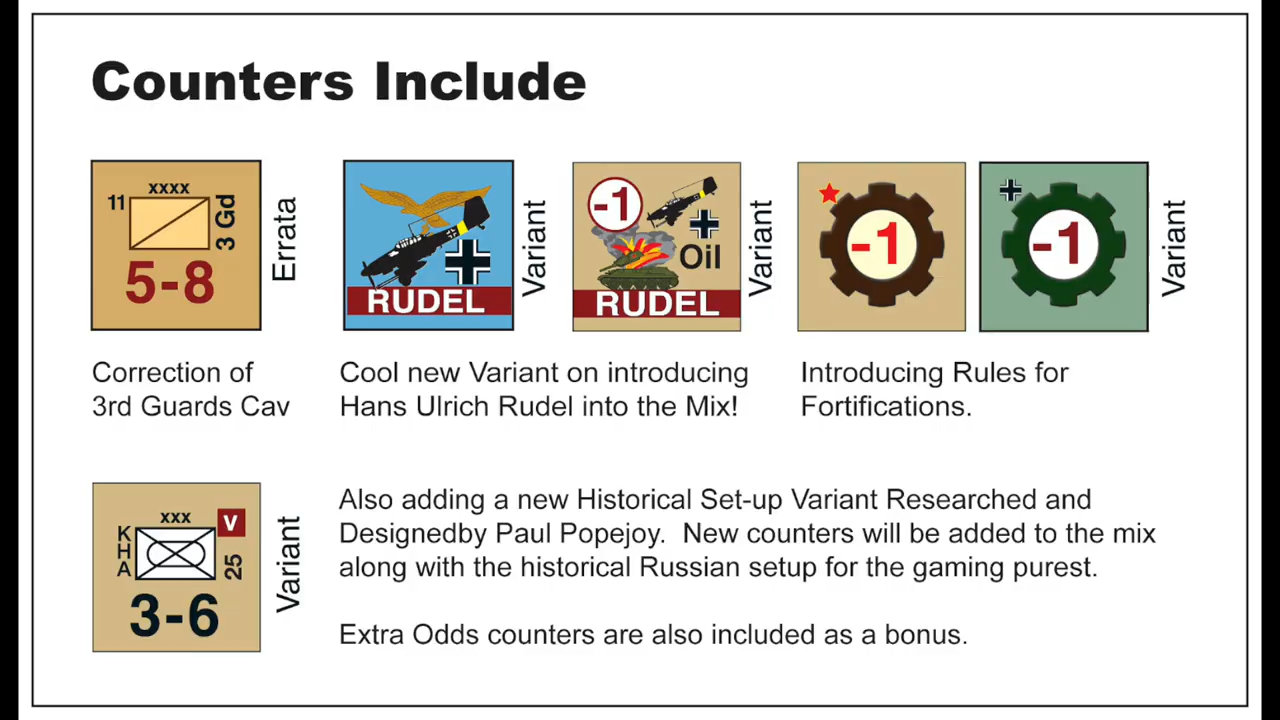 Counters Include
xxxx
11
3 Gd
5-8
Errata
RUDEL
Variant
-1
Oil
RUDEL
Variant
-1
-1
Variant
Correction of
3rd Guards Cav
Cool new Variant on introducing
Hans Ulrich Rudel into the Mix!
Introducing Rules for
Fortifications.
xxx
V
KHA
25
3-6
Variant
Also adding a new Historical Set-up Variant Researched and
Designedby Paul Popejoy.  New counters will be added to the mix
along with the historical Russian setup for the gaming purest.
Extra Odds counters are also included as a bonus.